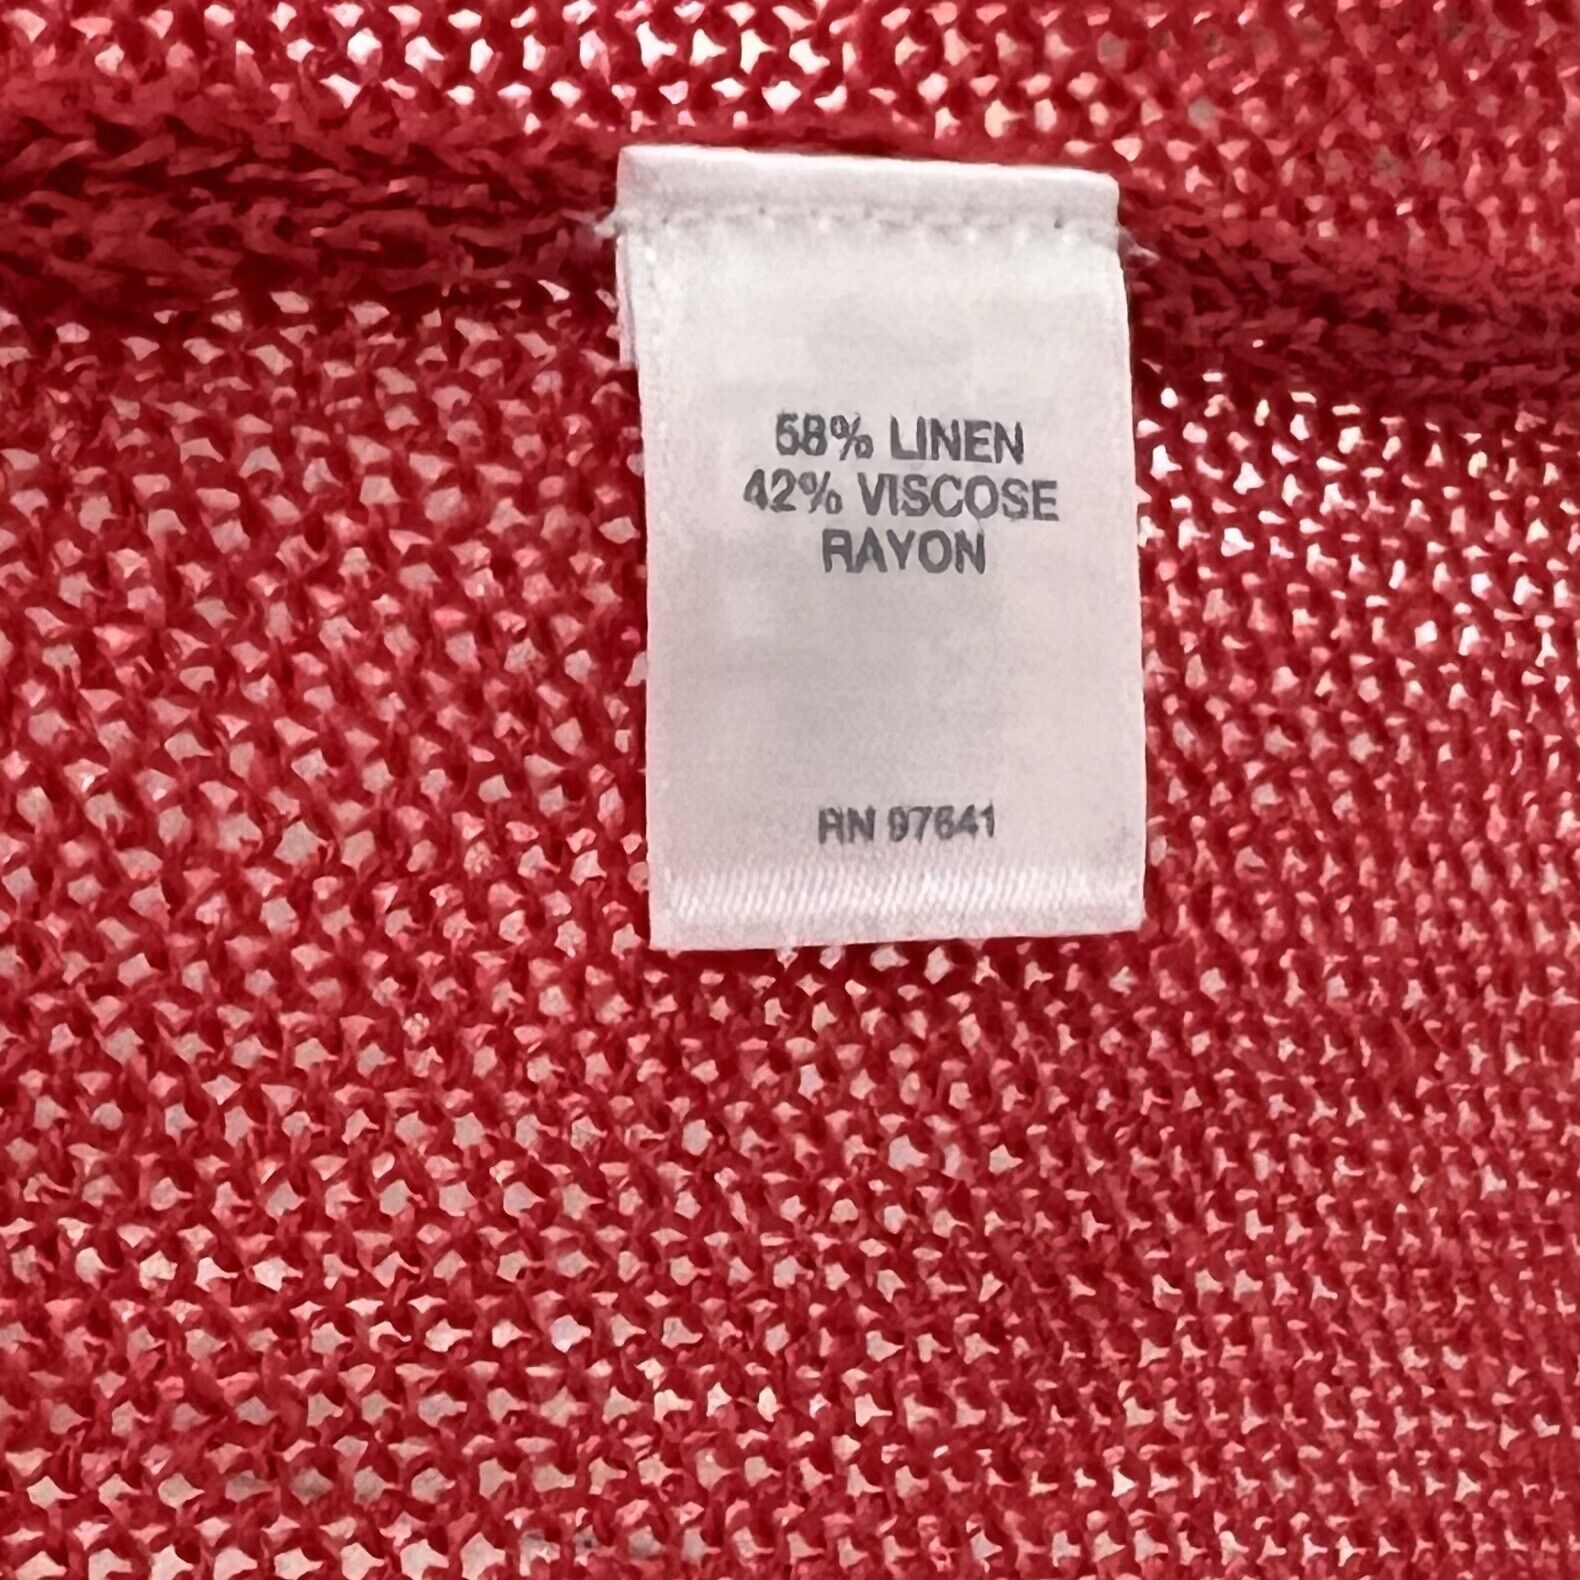 58% LINEN
42% VISCOSE
RAYON
RN 97641